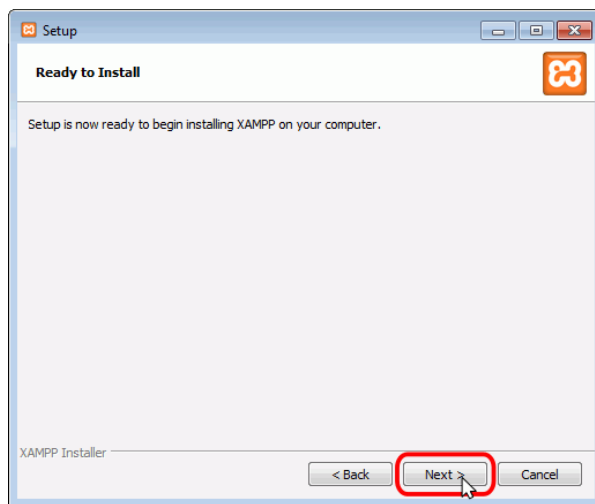 Setup
Ready to Install
Setup is now ready to begin installing XAMPP on your computer.
XAMPP Installer
< Back
Next >
Cancel